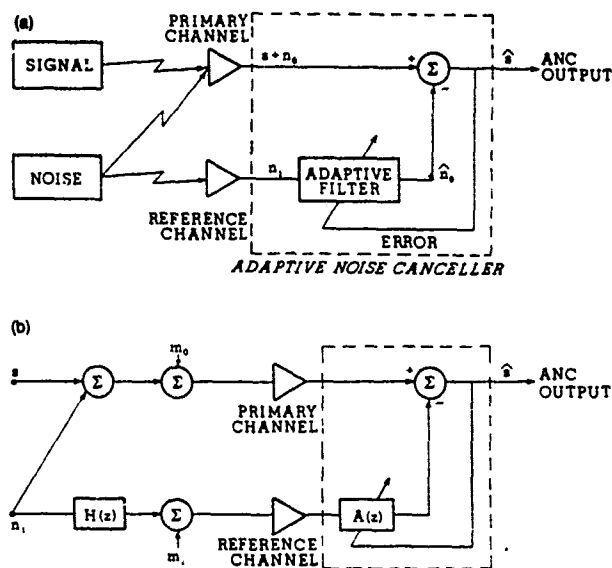 (a)
PRIMARY
CHANNEL
SIGNAL
s + n₀
+
Σ
−
ŝ
ANC
OUTPUT
NOISE
n₁
ADAPTIVE
FILTER
n̂₀
REFERENCE
CHANNEL
ERROR
ADAPTIVE NOISE CANCELLER
(b)
s
Σ
m₀
Σ
PRIMARY
CHANNEL
+
Σ
−
ŝ
ANC
OUTPUT
n₁
H(z)
Σ
m₁
REFERENCE
CHANNEL
A(z)